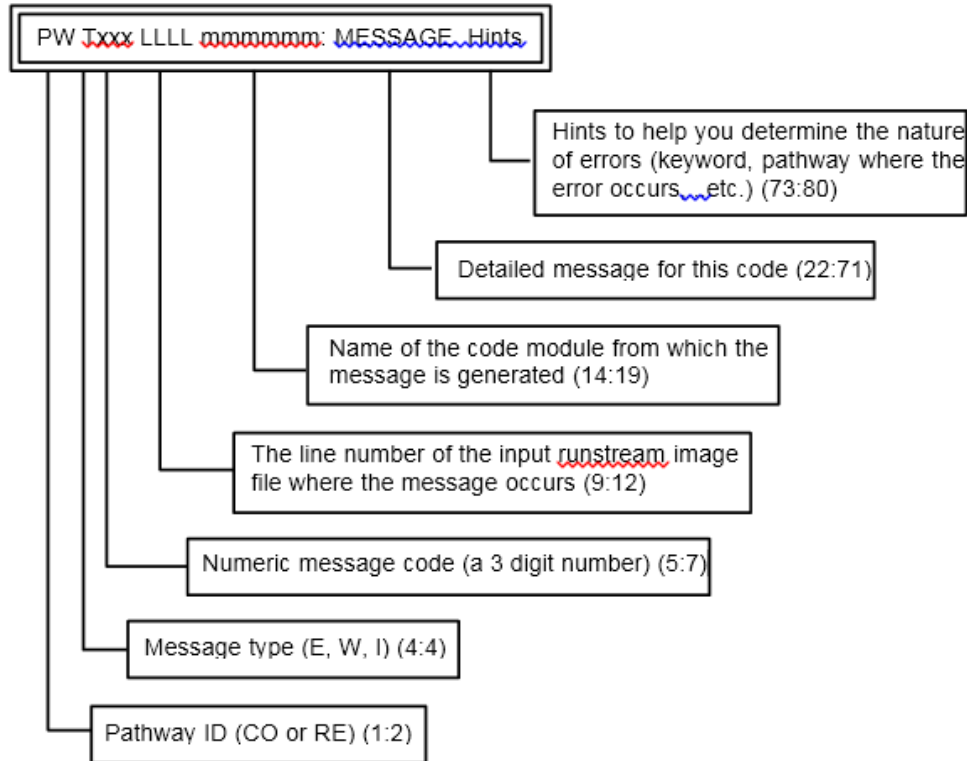 PW Txxx LLLL mmmmmm: MESSAGE Hints
Hints to help you determine the nature
of errors (keyword, pathway where the
error occurs etc.) (73:80)
Detailed message for this code (22:71)
Name of the code module from which the
message is generated (14:19)
The line number of the input runstream image
file where the message occurs (9:12)
Numeric message code (a 3 digit number) (5:7)
Message type (E, W, I) (4:4)
Pathway ID (CO or RE) (1:2)